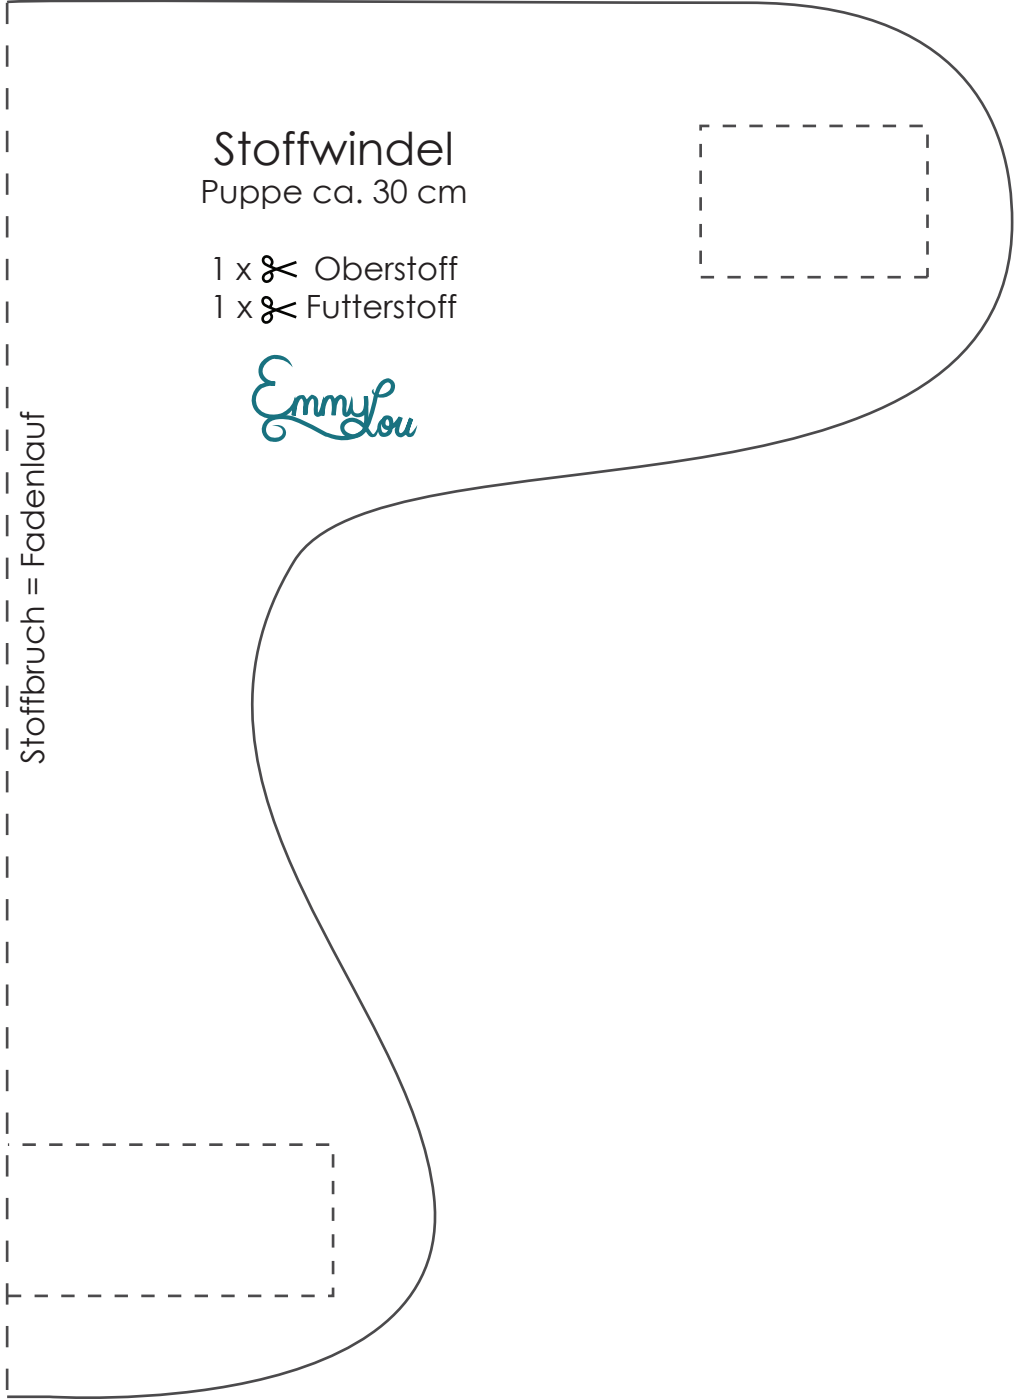 Stoffwindel
Puppe ca. 30 cm
1 x Oberstoff
1 x Futterstoff
EmmyLou
Stoffbruch = Fadenlauf